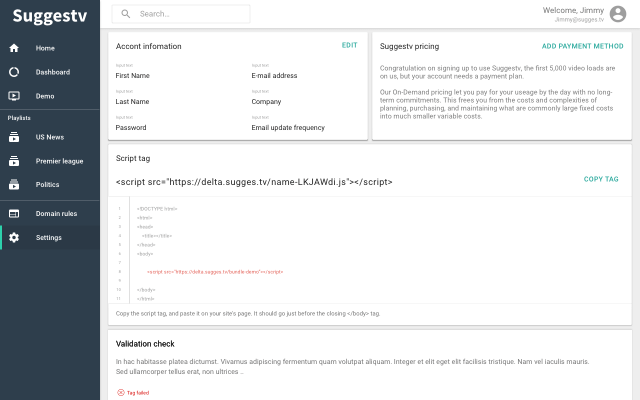 Suggestv
Search...
Welcome, Jimmy
Jimmy@sugges.tv
Home
Dashboard
Demo
Playlists
US News
Premier league
Politics
Domain rules
Settings
Accont infomation
EDIT
Input text
First Name
Input text
E-mail address
Input text
Last Name
Input text
Company
Input text
Password
Input text
Email update frequency
Suggestv pricing
ADD PAYMENT METHOD
Congratulation on signing up to use Suggestv, the first 5,000 video loads are
on us, but your account needs a payment plan.
Our On-Demand pricing let you pay for your useage by the day with no long-
term commitments. This frees you from the costs and complexities of
planning, purchasing, and maintaining what are commonly large fixed costs
into much smaller variable costs.
Script tag
<script src="https://delta.sugges.tv/name-LKJAWdi.js"></script>
COPY TAG
1 <!DOCTYPE html>
2 <html>
3 <head>
4 <title></title>
5 </head>
6 <body>
7
8 <script src="https://delta.sugges.tv/bundle-demo"></script>
9
10 </body>
11 </html>
Copy the script tag, and paste it on your site's page. It should go just before the closing </body> tag.
Validation check
In hac habitasse platea dictumst. Vivamus adipiscing fermentum quam volutpat aliquam. Integer et elit eget elit facilisis tristique. Nam vel iaculis mauris.
Sed ullamcorper tellus erat, non ultrices ..
Tag failed